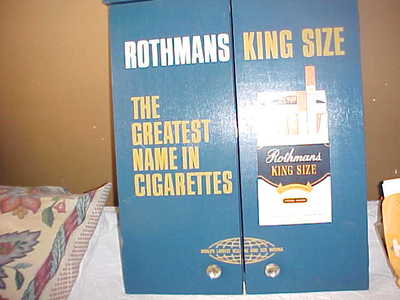 ROTHMANS KING SIZE
THE
GREATEST
NAME IN
CIGARETTES
Rothmans
KING SIZE